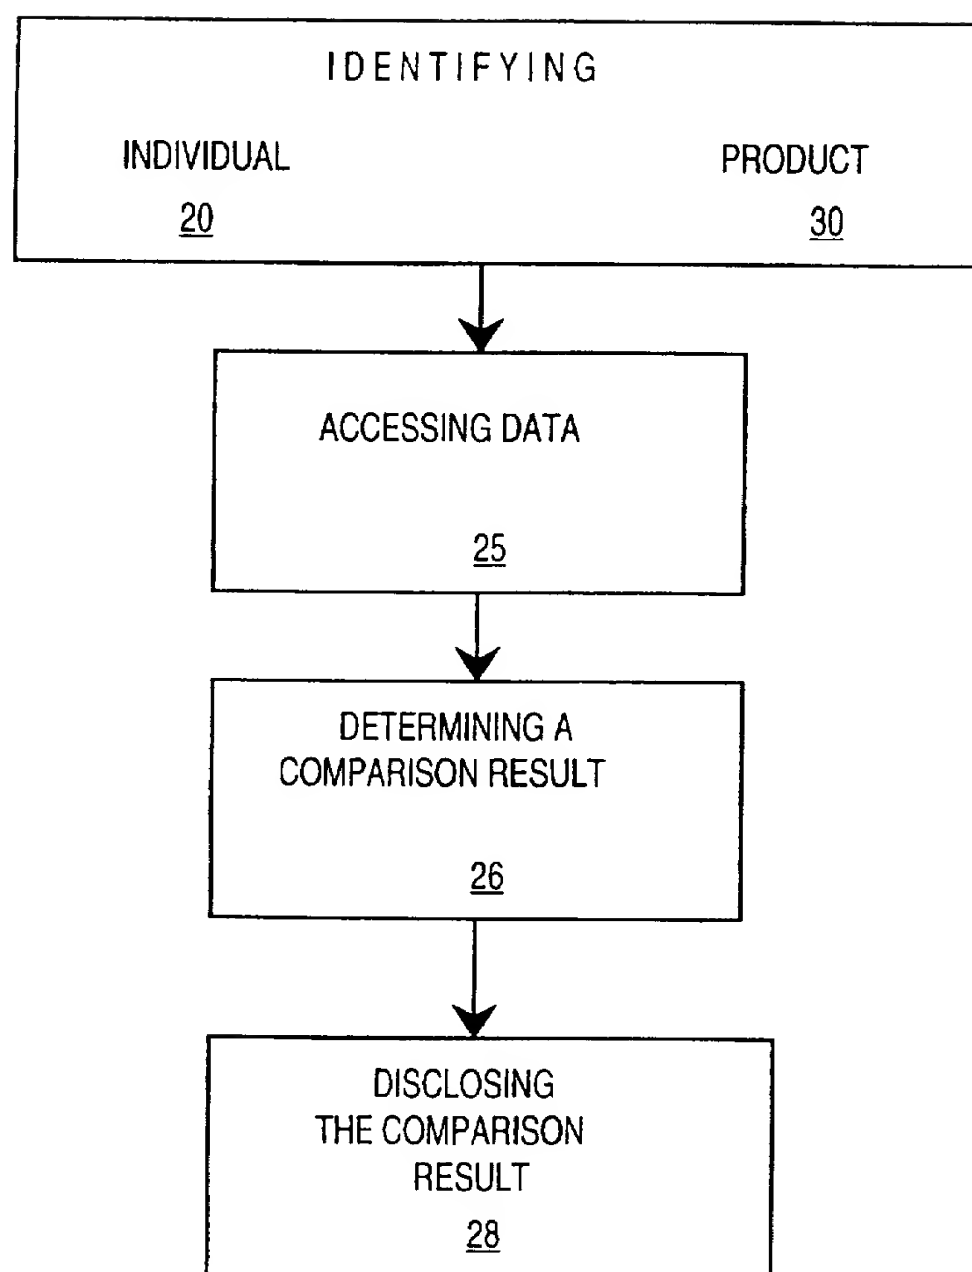 IDENTIFYING
INDIVIDUAL PRODUCT
20 30
ACCESSING DATA
25
DETERMINING A
COMPARISON RESULT
26
DISCLOSING
THE COMPARISON
RESULT
28